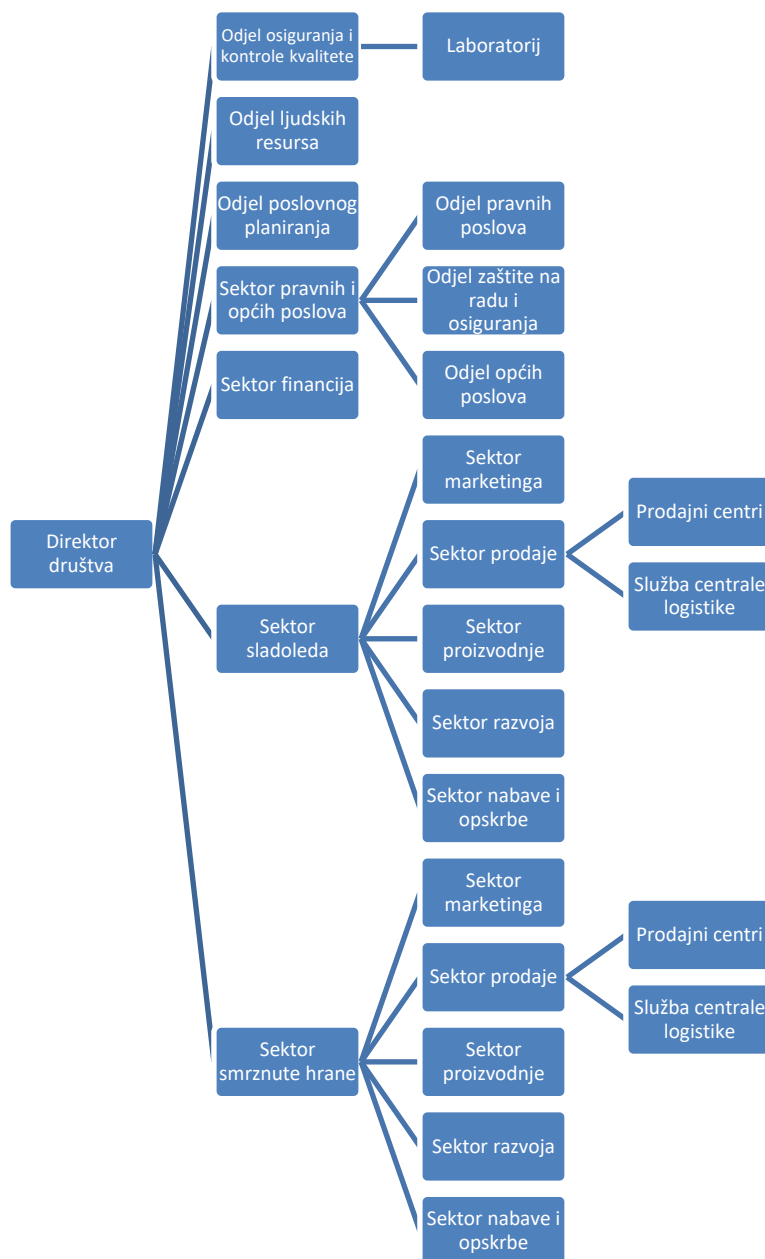 Odjel osiguranja i
kontrole kvalitete
Laboratorij
Odjel ljudskih
resursa
Odjel poslovnog
planiranja
Odjel pravnih
poslova
Sektor pravnih i
općih poslova
Odjel zaštite na
radu i
osiguranja
Sektor financija
Odjel općih
poslova
Sektor
marketinga
Prodajni centri
Direktor
društva
Sektor prodaje
Služba centrale
logistike
Sektor
sladoleda
Sektor
proizvodnje
Sektor razvoja
Sektor nabave i
opskrbe
Sektor
marketinga
Prodajni centri
Sektor prodaje
Služba centrale
logistike
Sektor
smrznute hrane
Sektor
proizvodnje
Sektor razvoja
Sektor nabave i
opskrbe